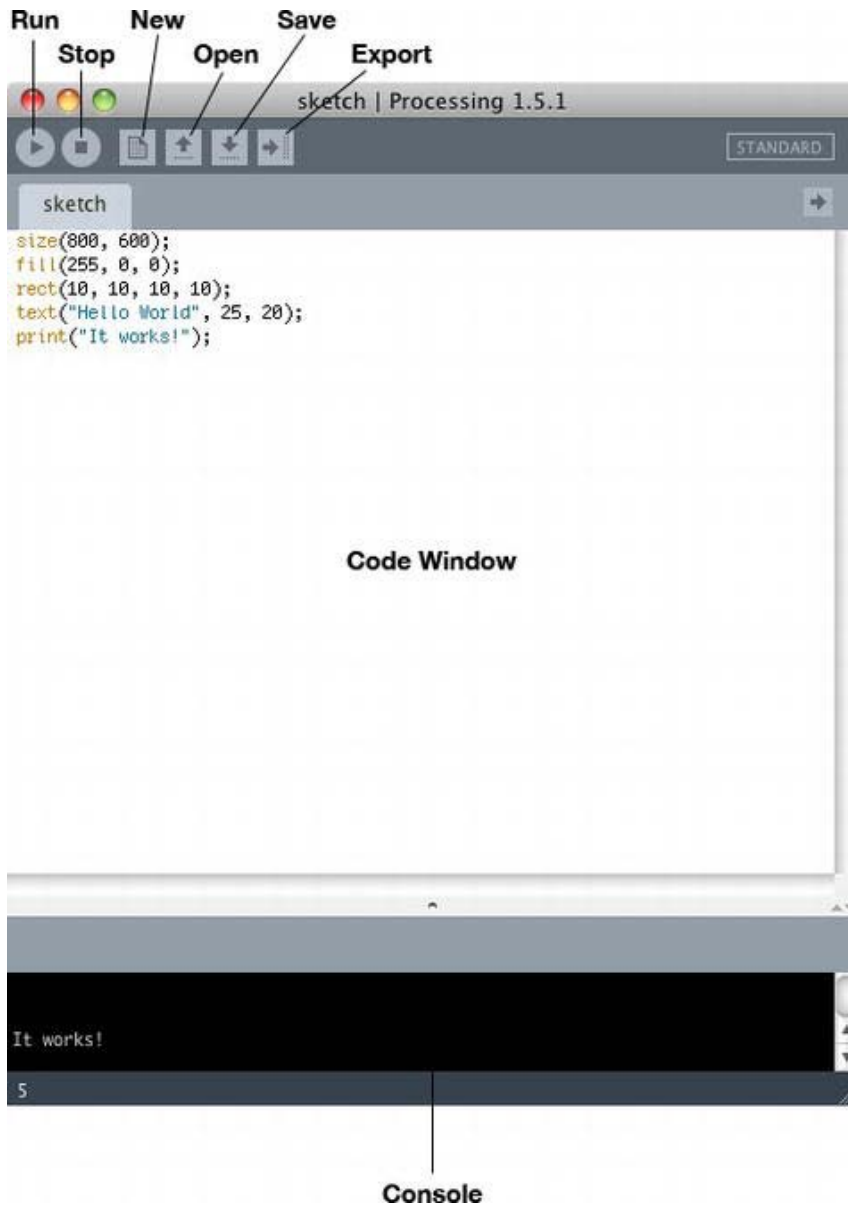 Run New Save
Stop Open Export
sketch | Processing 1.5.1
STANDARD
sketch
size(800, 600);
fill(255, 0, 0);
rect(10, 10, 10, 10);
text("Hello World", 25, 20);
print("It works!");
Code Window
It works!
5
Console